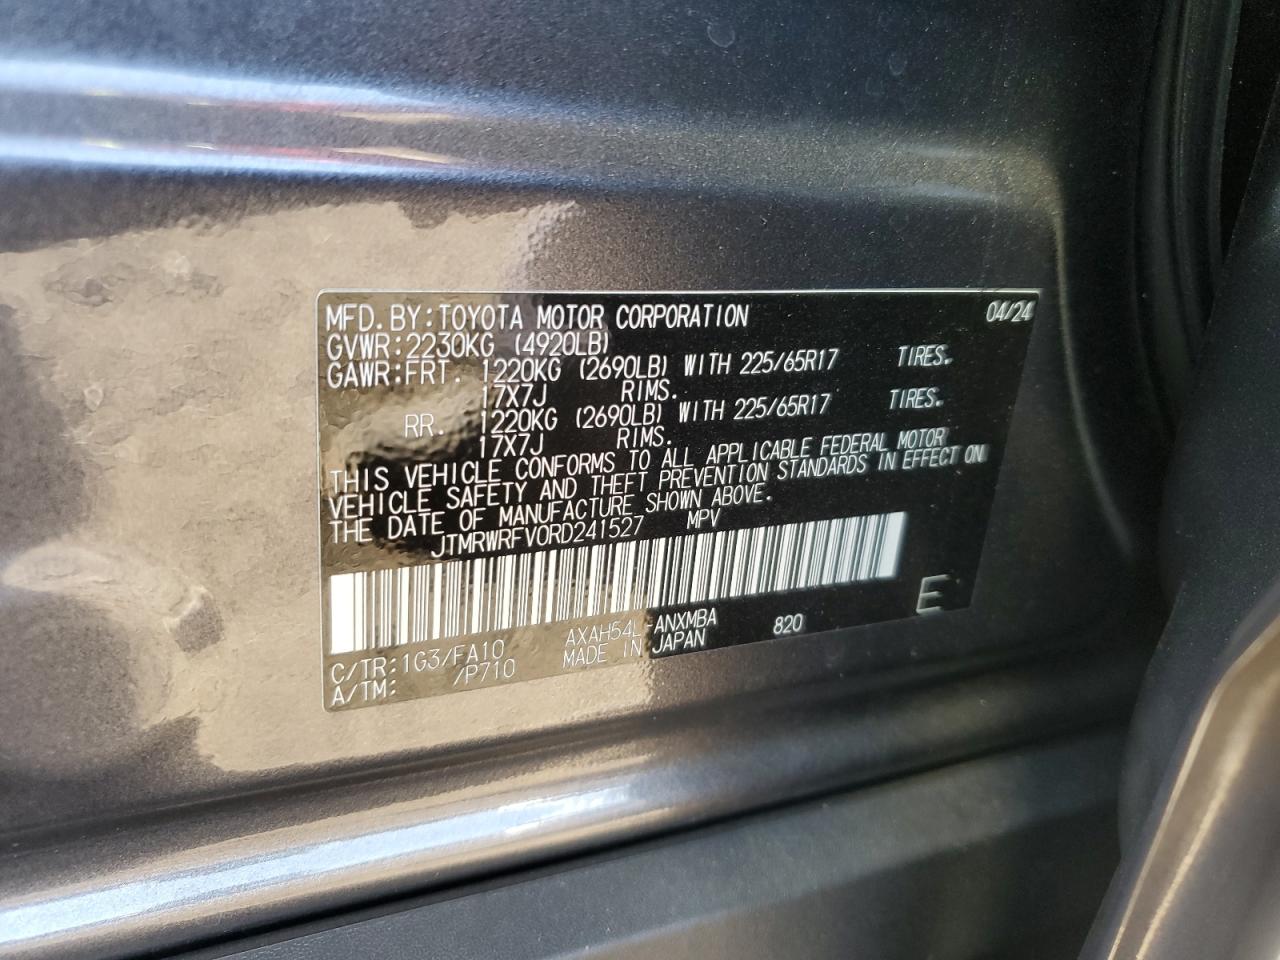 MFD. BY: TOYOTA MOTOR CORPORATION 04/24
GVWR: 2230KG (4920LB)
GAWR: FRT. 1220KG (2690LB) WITH 225/65R17 TIRES.
17X7J RIMS.
RR. 1220KG (2690LB) WITH 225/65R17 TIRES.
17X7J RIMS.
THIS VEHICLE CONFORMS TO ALL APPLICABLE FEDERAL MOTOR
VEHICLE SAFETY AND THEFT PREVENTION STANDARDS IN EFFECT ON
THE DATE OF MANUFACTURE SHOWN ABOVE.
JTMRWRFV0RD241527 MPV
E
C/TR: 1G3/FA10 AXAH54L-ANXMBA 820
A/TM: /P710 MADE IN JAPAN